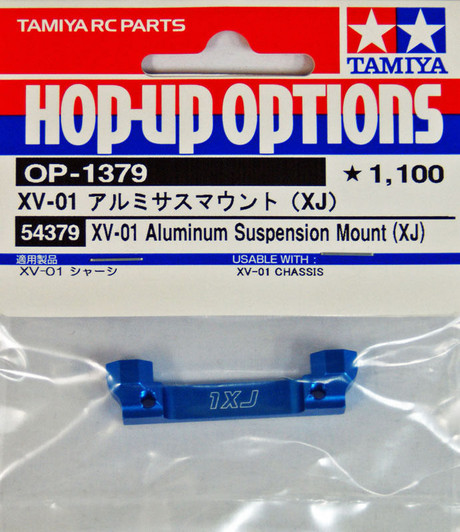 TAMIYA RC PARTS
TAMIYA
HOP-UP OPTIONS
OP-1379
★1,100
XV-01 アルミサスマウント（XJ）
54379 XV-01 Aluminum Suspension Mount (XJ)
適用製品 USABLE WITH :
XV-01 シャーシ XV-01 CHASSIS
1XJ